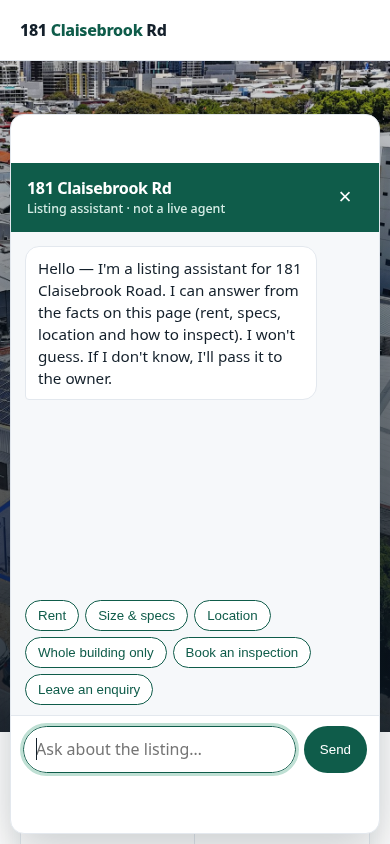 181 Claisebrook Rd
181 Claisebrook Rd
Listing assistant · not a live agent
✕
Hello — I'm a listing assistant for 181
Claisebrook Road. I can answer from
the facts on this page (rent, specs,
location and how to inspect). I won't
guess. If I don't know, I'll pass it to
the owner.
Rent
Size & specs
Location
Whole building only
Book an inspection
Leave an enquiry
Ask about the listing...
Send